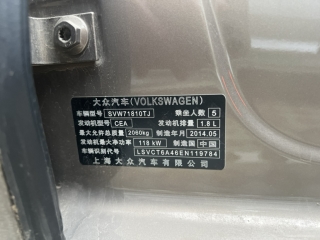 大众汽车(VOLKSWAGEN)
车辆型号 SVW71810TJ 乘坐人数 5
发动机型号 CEA 发动机排量 1.8 L
最大允许总质量 2060kg 制造年月 2014.05
发动机最大净功率 118 kW 制造国 中国
车辆识别代号 LSVCT6A46EN119784
上海大众汽车有限公司